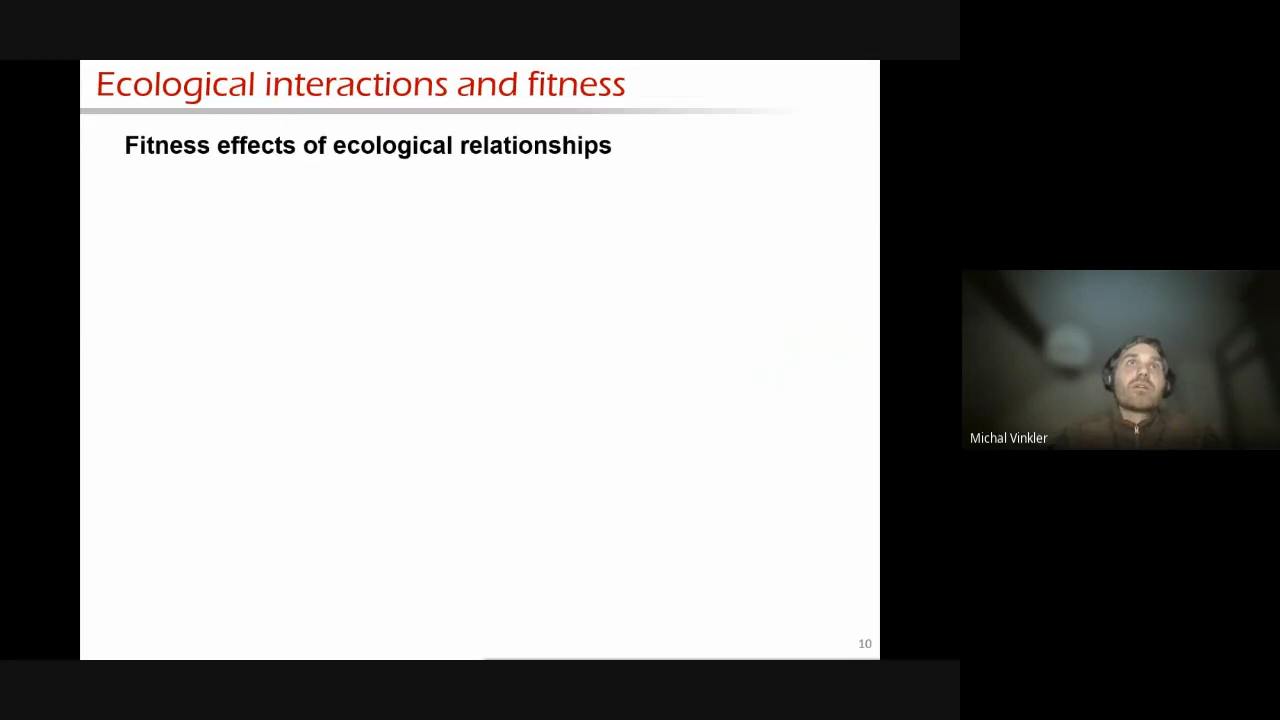 Ecological interactions and fitness
Fitness effects of ecological relationships
Michal Vinkler
10